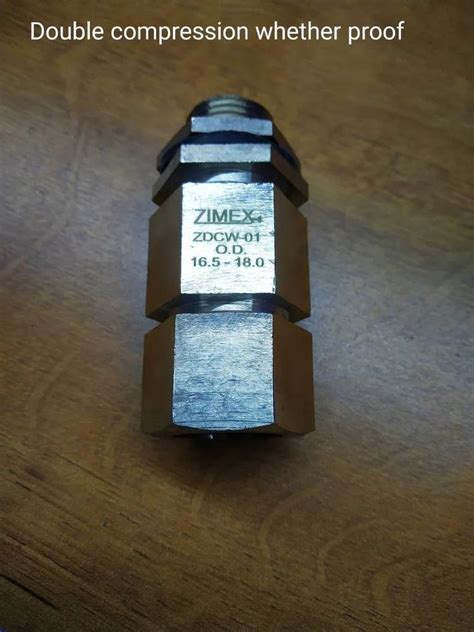 Double compression whether proof
ZIMEX
ZDCW-01
O.D.
16.5 - 18.0